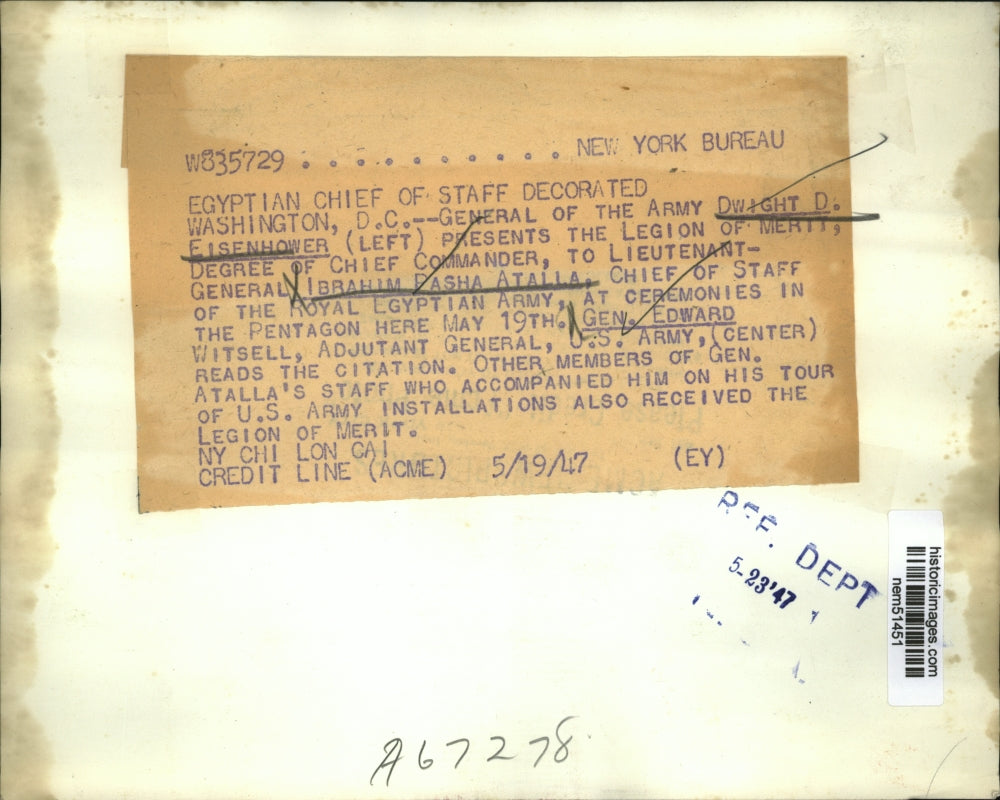 W835729 . . . . . . . . . . . NEW YORK BUREAU
EGYPTIAN CHIEF OF STAFF DECORATED
WASHINGTON, D.C.--GENERAL OF THE ARMY DWIGHT D.
EISENHOWER (LEFT) PRESENTS THE LEGION OF MERIT,
DEGREE OF CHIEF COMMANDER, TO LIEUTENANT-
GENERAL IBRAHIM PASHA ATALLA, CHIEF OF STAFF
OF THE ROYAL EGYPTIAN ARMY, AT CEREMONIES IN
THE PENTAGON HERE MAY 19TH. GEN. EDWARD
WITSELL, ADJUTANT GENERAL, U.S. ARMY, (CENTER)
READS THE CITATION. OTHER MEMBERS OF GEN.
ATALLA'S STAFF WHO ACCOMPANIED HIM ON HIS TOUR
OF U.S. ARMY INSTALLATIONS ALSO RECEIVED THE
LEGION OF MERIT.
NY CHI LON CAI
CREDIT LINE (ACME) 5/19/47 (EY)
REF. DEPT
5-23'47
historicimages.com
nem51451
A67278